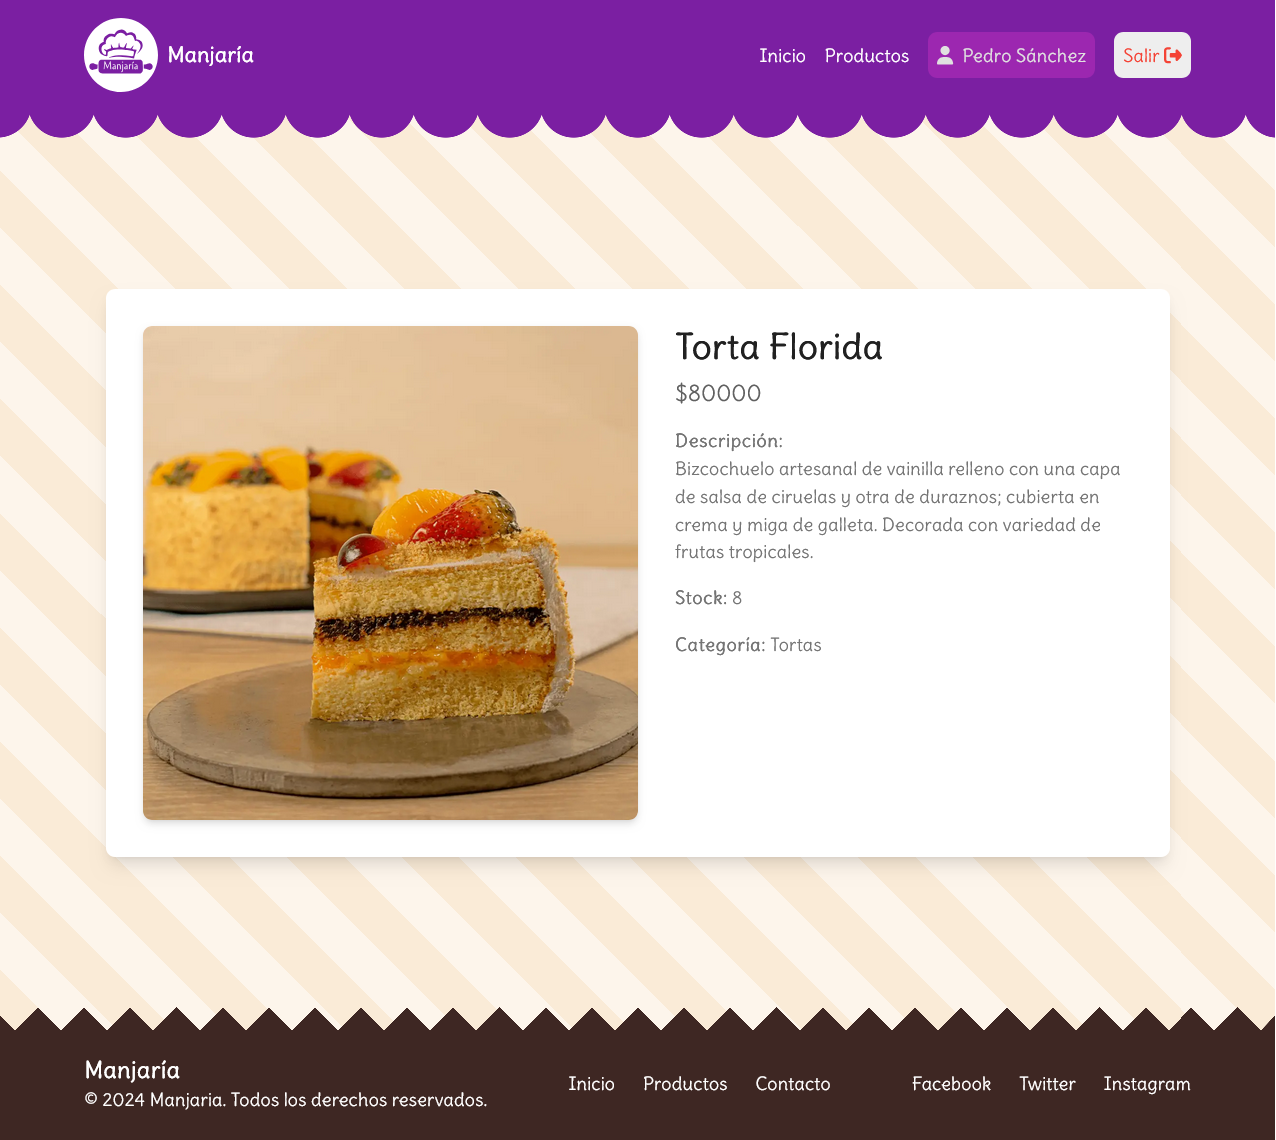 Manjaría
Manjaría
Inicio
Productos
Pedro Sánchez
Salir
Torta Florida
$80000
Descripción:
Bizcochuelo artesanal de vainilla relleno con una capa
de salsa de ciruelas y otra de duraznos; cubierta en
crema y miga de galleta. Decorada con variedad de
frutas tropicales.
Stock: 8
Categoría: Tortas
Manjaría
© 2024 Manjaria. Todos los derechos reservados.
Inicio
Productos
Contacto
Facebook
Twitter
Instagram